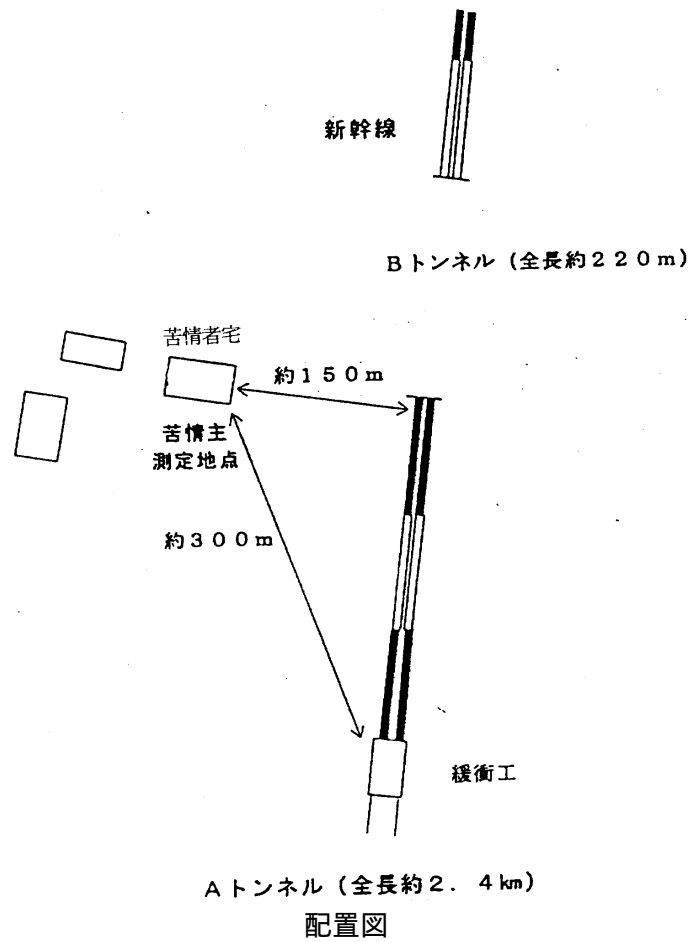 新幹線
Bトンネル (全長約220m)
苦情者宅
約150m
苦情主
測定地点
約300m
緩衝工
Aトンネル (全長約2.4km)
配置図